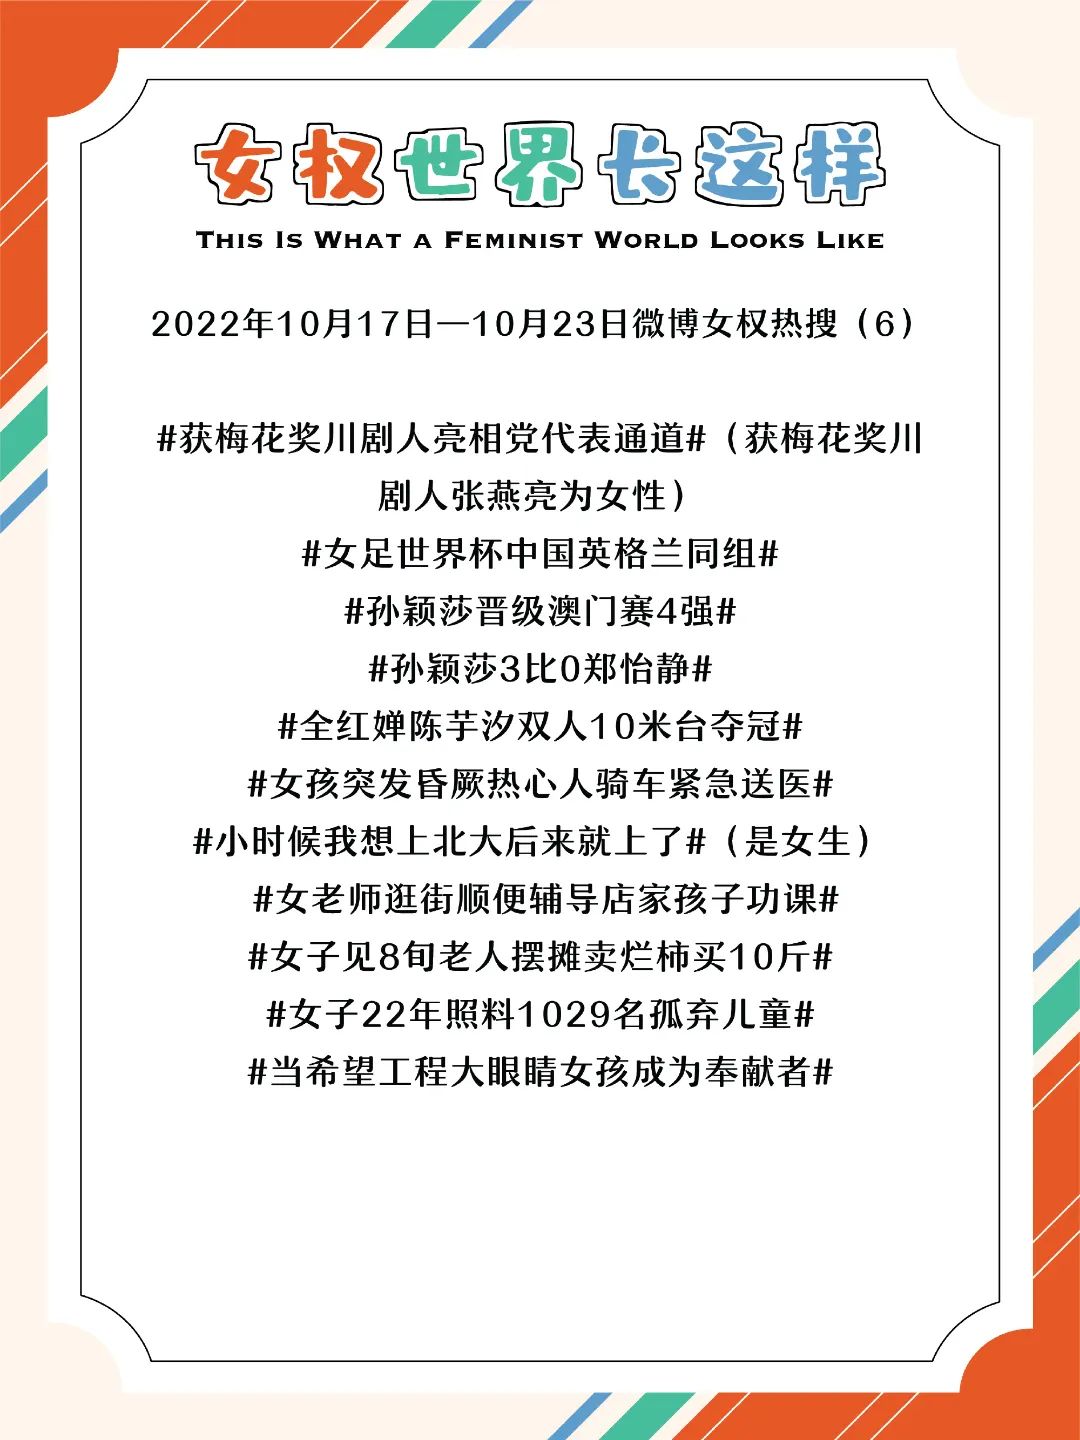 女权世界长这样
THIS IS WHAT A FEMINIST WORLD LOOKS LIKE
2022年10月17日—10月23日微博女权热搜（6）
#获梅花奖川剧人亮相党代表通道#（获梅花奖川
剧人张燕亮为女性）
#女足世界杯中国英格兰同组#
#孙颖莎晋级澳门赛4强#
#孙颖莎3比0郑怡静#
#全红婵陈芋汐双人10米台夺冠#
#女孩突发昏厥热心人骑车紧急送医#
#小时候我想上北大后来就上了#（是女生）
#女老师逛街顺便辅导店家孩子功课#
#女子见8旬老人摆摊卖烂柿买10斤#
#女子22年照料1029名孤弃儿童#
#当希望工程大眼睛女孩成为奉献者#